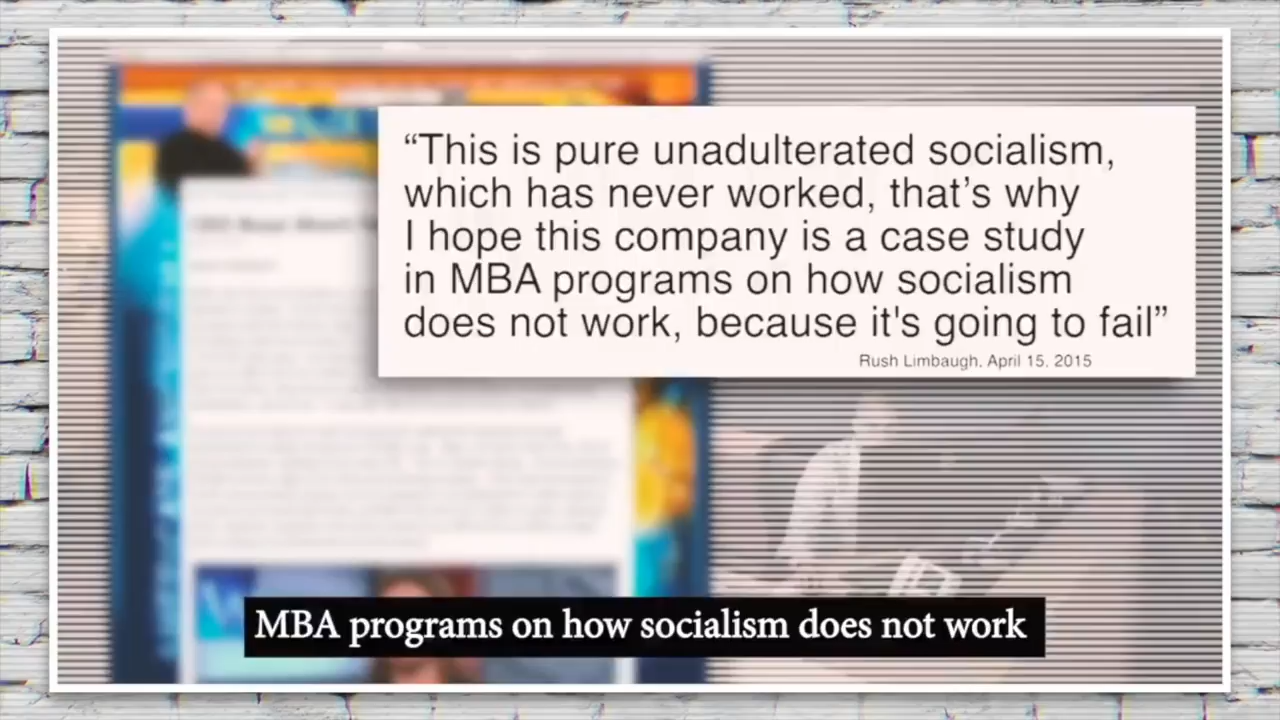 “This is pure unadulterated socialism,
which has never worked, that’s why
I hope this company is a case study
in MBA programs on how socialism
does not work, because it's going to fail”
Rush Limbaugh, April 15, 2015
MBA programs on how socialism does not work